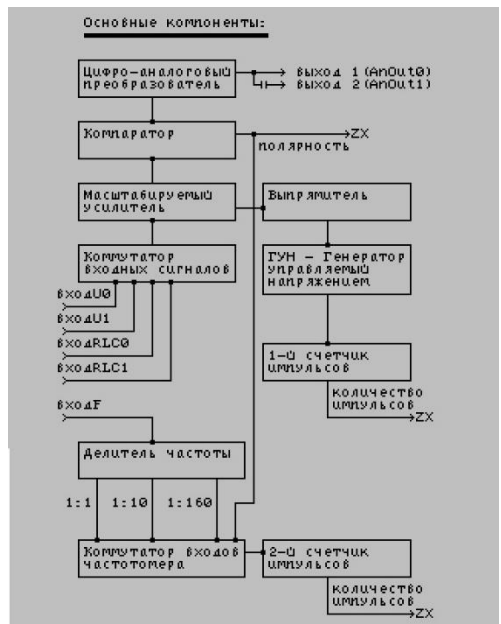 Основные компоненты:
Цифро-аналоговый
преобразователь
выход 1(AnOut0)
выход 2(AnOut1)
Компаратор
ZX
полярность
Масштабируемый
усилитель
Выпрямитель
Коммутатор
входных сигналов
ГУН - Генератор
управляемый
напряжением
входU0
входU1
входRLC0
входRLC1
1-й счетчик
импульсов
количество
импульсов
ZX
входF
Делитель частоты
1:1 1:10 1:160
Коммутатор входов
частотомера
2-й счетчик
импульсов
количество
импульсов
ZX